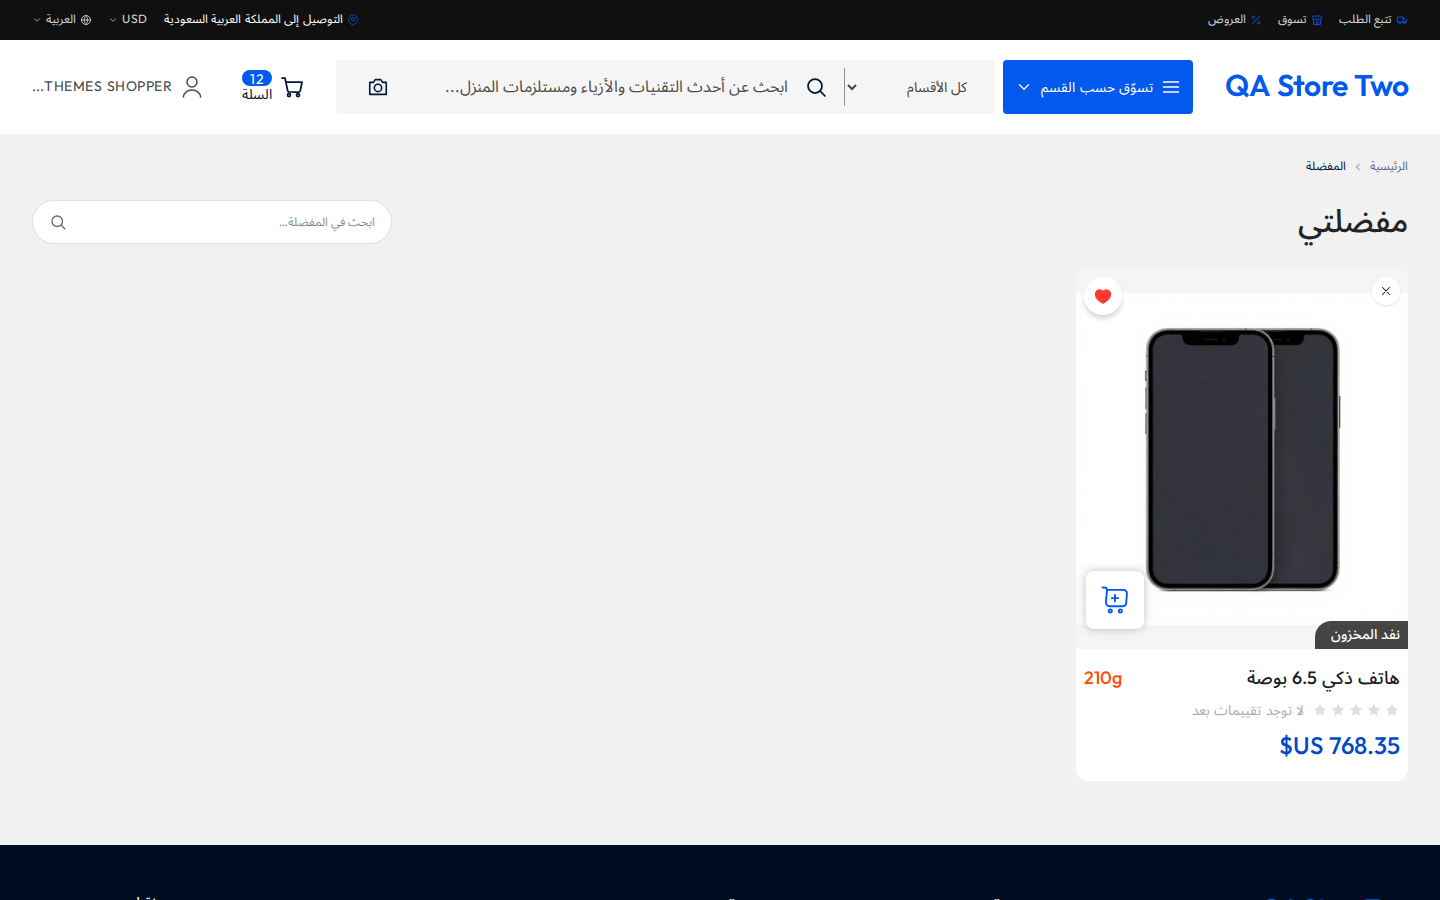 تتبع الطلب
تسوق
العروض
التوصيل إلى المملكة العربية السعودية
USD
العربية
QA Store Two
تسوّق حسب القسم
كل الأقسام
ابحث عن أحدث التقنيات والأزياء ومستلزمات المنزل...
12
السلة
THEMES SHOPPER...
الرئيسية
المفضلة
مفضلتي
ابحث في المفضلة...
نفد المخزون
هاتف ذكي 6.5 بوصة
210g
لا توجد تقييمات بعد
$US 768.35